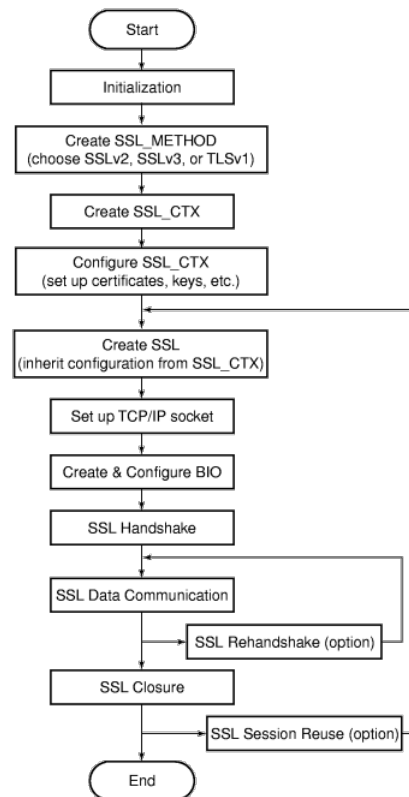 Start
Initialization
Create SSL_METHOD
(choose SSLv2, SSLv3, or TLSv1)
Create SSL_CTX
Configure SSL_CTX
(set up certificates, keys, etc.)
Create SSL
(inherit configuration from SSL_CTX)
Set up TCP/IP socket
Create & Configure BIO
SSL Handshake
SSL Data Communication
SSL Rehandshake (option)
SSL Closure
SSL Session Reuse (option)
End